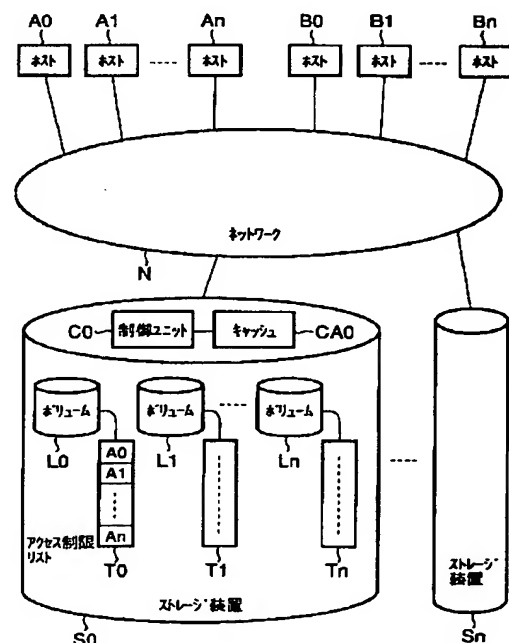 A0 A1 An B0 B1 Bn
ホスト ホスト ---- ホスト ホスト ホスト ---- ホスト
ネットワーク
N
C0 制御ユニット キャッシュ CA0
ボリューム ボリューム ---- ボリューム
L0 L1 Ln
A0
A1
An
アクセス制限
リスト
T0 T1 Tn
ストレージ装置
S0
ストレージ
装置
Sn